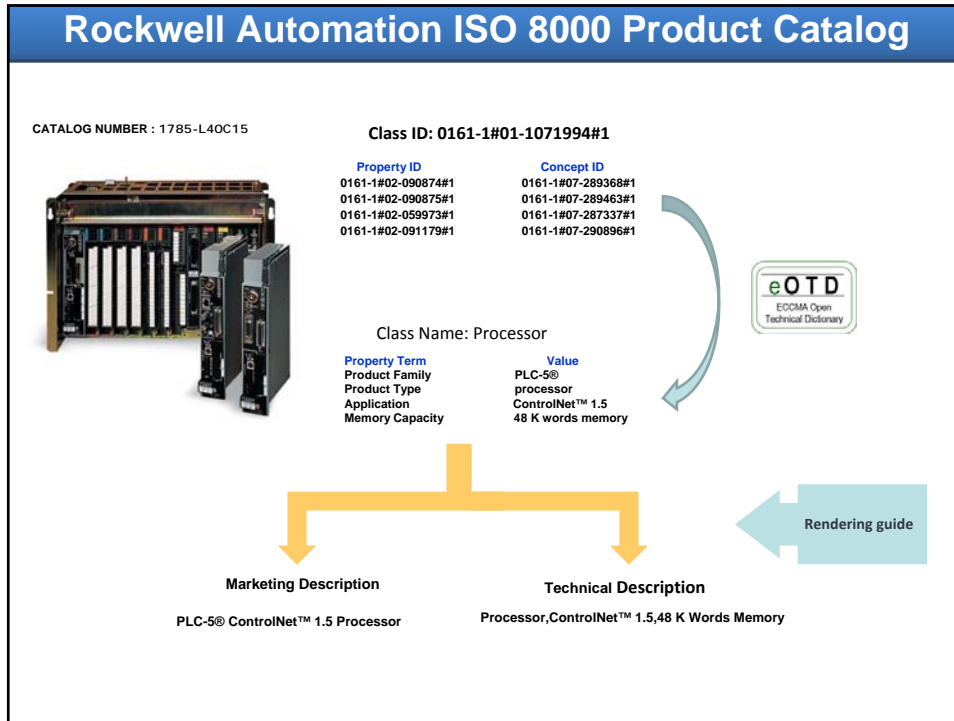 Rockwell Automation ISO 8000 Product Catalog
CATALOG NUMBER : 1785-L40C15
Class ID: 0161-1#01-1071994#1
Property ID Concept ID
0161-1#02-090874#1 0161-1#07-289368#1
0161-1#02-090875#1 0161-1#07-289463#1
0161-1#02-059973#1 0161-1#07-287337#1
0161-1#02-091179#1 0161-1#07-290896#1
eOTD
ECCMA Open
Technical Dictionary
Class Name: Processor
Property Term Value
Product Family PLC-5®
Product Type processor
Application ControlNet™ 1.5
Memory Capacity 48 K words memory
Rendering guide
Marketing Description Technical Description
PLC-5® ControlNet™ 1.5 Processor Processor,ControlNet™ 1.5,48 K Words Memory